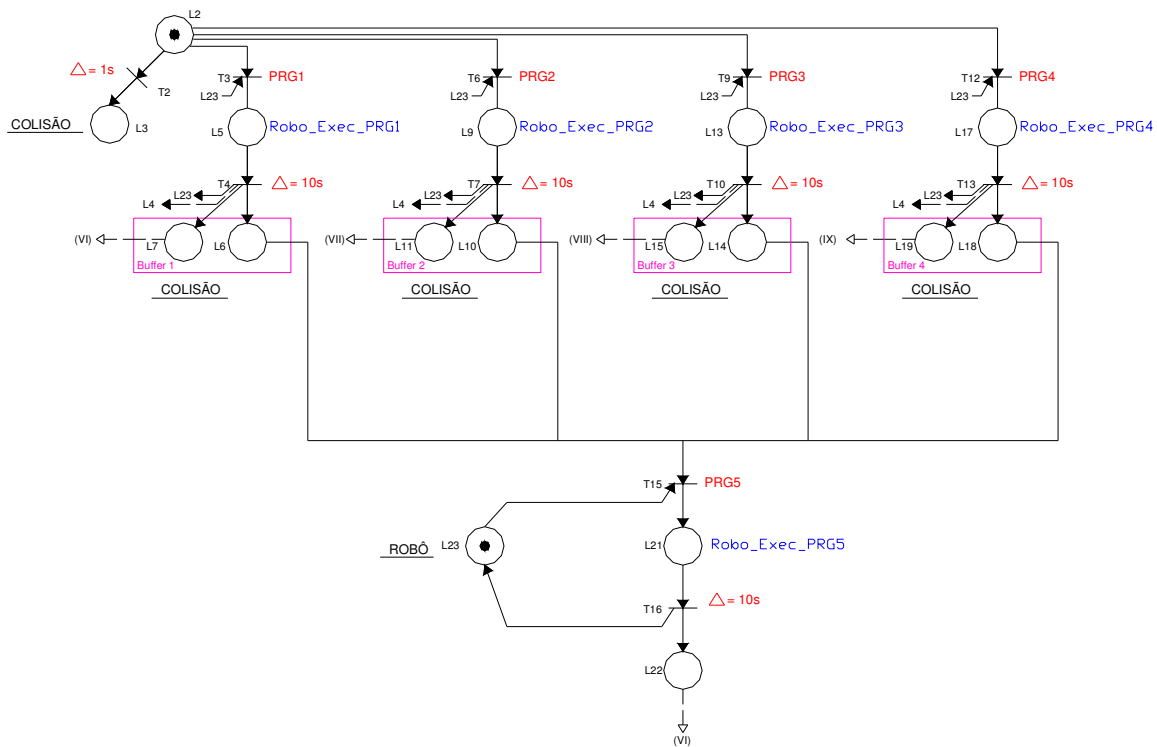 L2
△ = 1s
T2
COLISÃO
L3
T3
PRG1
L23
L5
Robo_Exec_PRG1
T4
△ = 10s
L23
L4
(VI)
L7
L6
Buffer 1
COLISÃO
T6
PRG2
L23
L9
Robo_Exec_PRG2
T7
△ = 10s
L23
L4
(VII)
L11
L10
Buffer 2
COLISÃO
T9
PRG3
L23
L13
Robo_Exec_PRG3
T10
△ = 10s
L23
L4
(VIII)
L15
L14
Buffer 3
COLISÃO
T12
PRG4
L23
L17
Robo_Exec_PRG4
T13
△ = 10s
L23
L4
(IX)
L19
L18
Buffer 4
COLISÃO
T15
PRG5
ROBÔ
L23
L21
Robo_Exec_PRG5
T16
△ = 10s
L22
(VI)